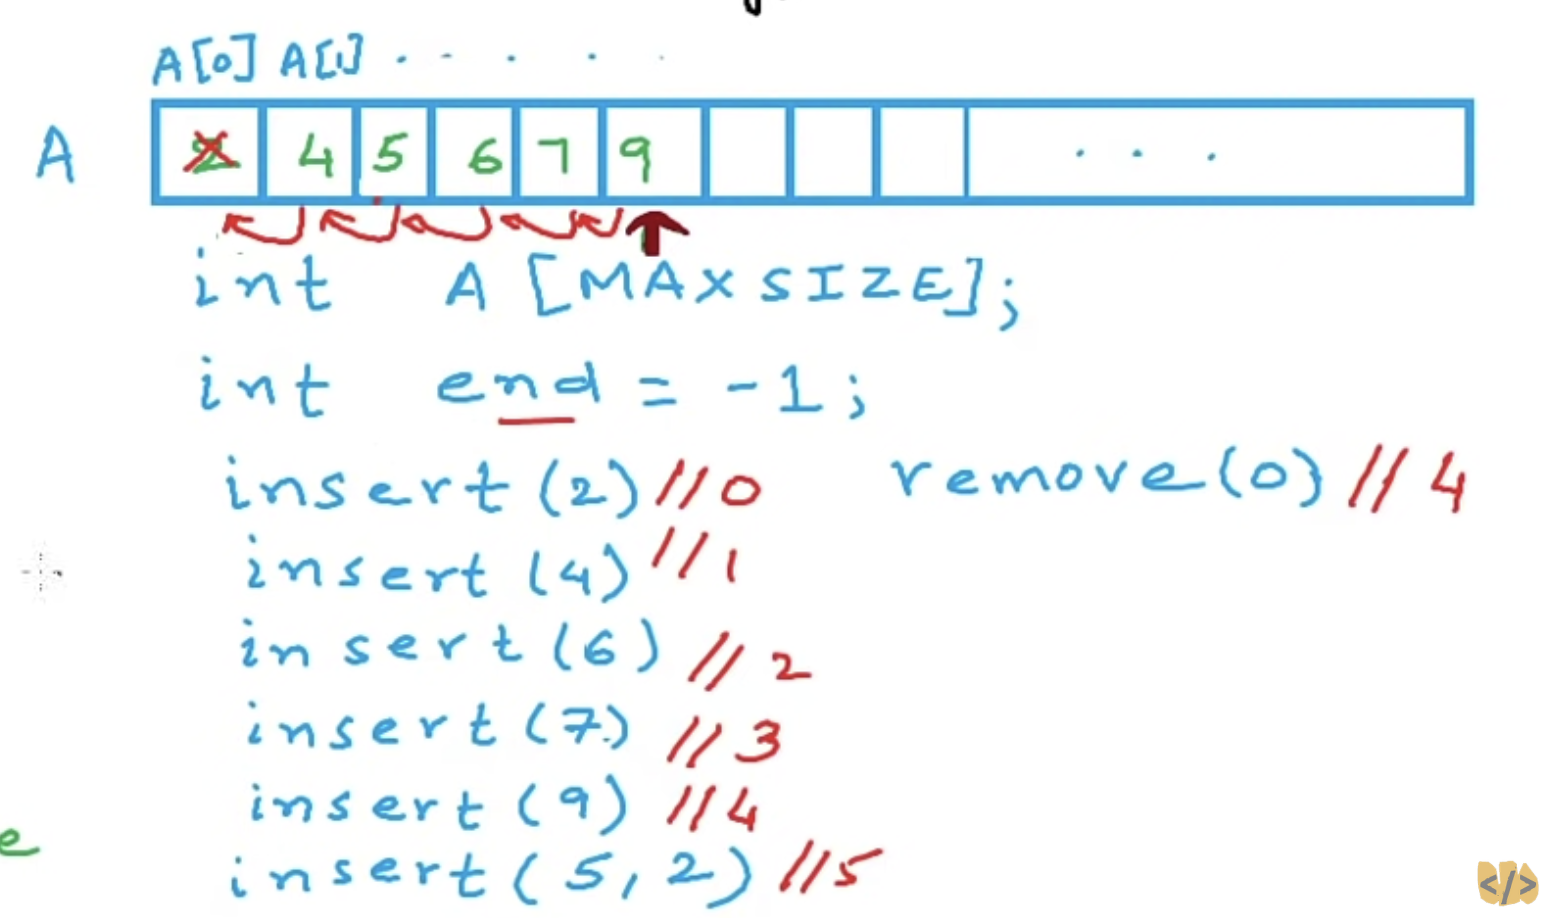 A[0] A[1] . . . . .
A 2 4 5 6 7 9 . . .
int A [MAXSIZE];
int end = -1;
insert(2) //0 remove(0) //4
insert(4) //1
insert(6) //2
insert(7) //3
insert(9) //4
e
insert(5,2) //5
<//>